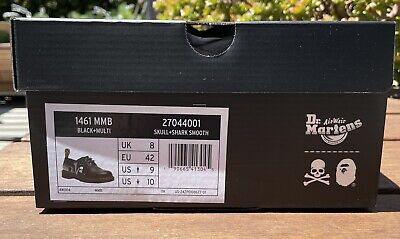 1461 MMB
BLACK+MULTI
27044001
SKULL+SHARK SMOOTH
UK 8
EU 42
US 9
US 10
Dr. Martens
AirWair